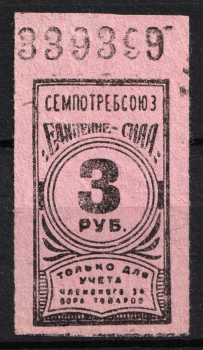 339399
СЕМПОТРЕБСОЮЗ
ЕДИНЕНИЕ - СИЛА
3
РУБ.
ТОЛЬКО ДЛЯ
УЧЕТА
ЧЛЕНСКОГО ЗА
БОРА ТОВАРОВ